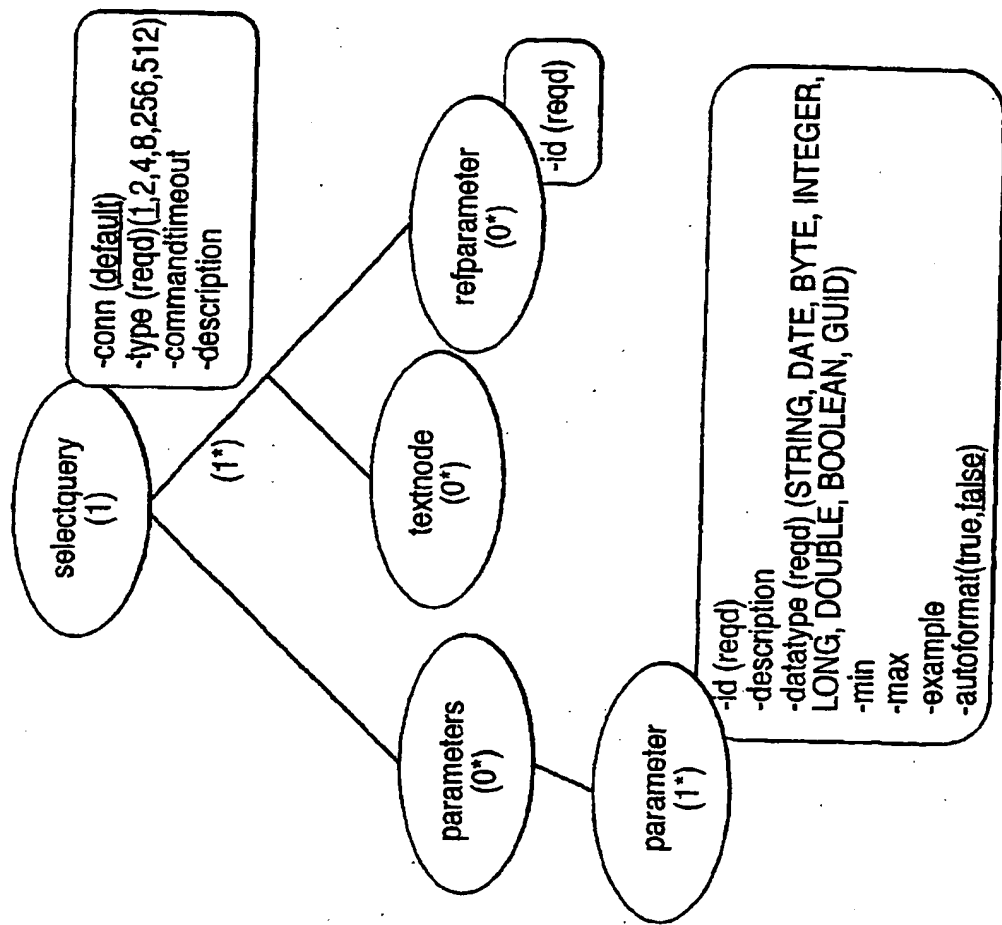 selectquery
(1)
-conn (default)
-type (reqd)(1,2,4,8,256,512)
-commandtimeout
-description
(1*)
parameters
(0*)
textnode
(0*)
refparameter
(0*)
-id (reqd)
parameter
(1*)
-id (reqd)
-description
-datatype (reqd) (STRING, DATE, BYTE, INTEGER,
LONG, DOUBLE, BOOLEAN, GUID)
-min
-max
-example
-autoformat(true,false)